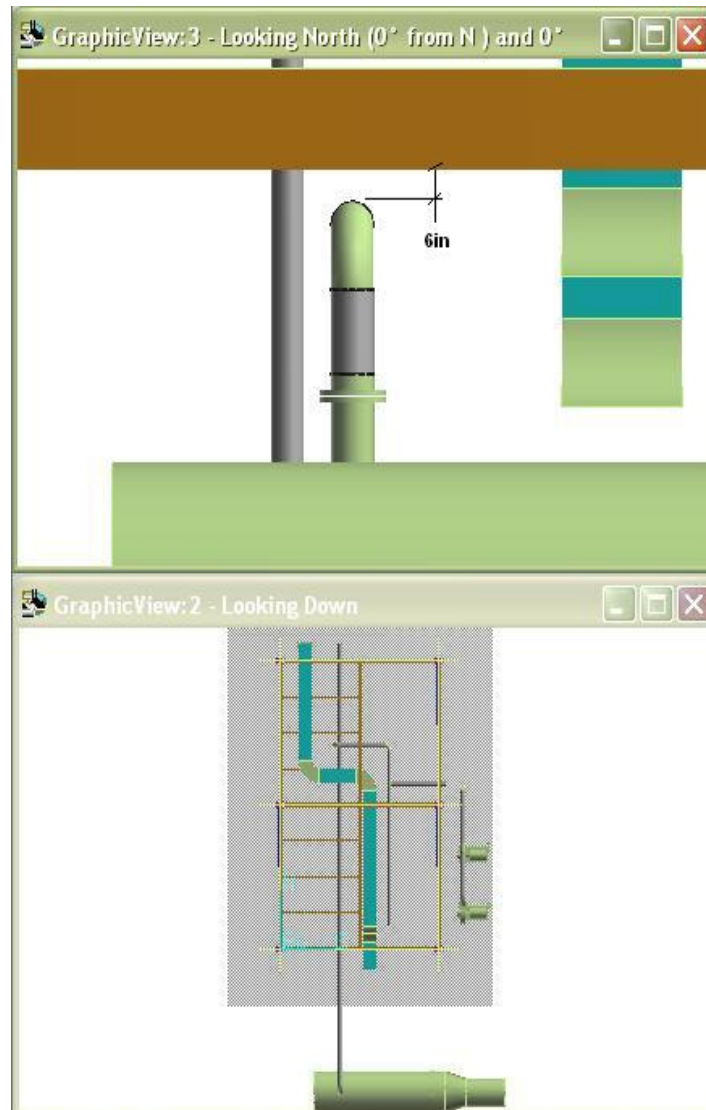 GraphicView:3 - Looking North (0° from N ) and 0°
6in
GraphicView:2 - Looking Down